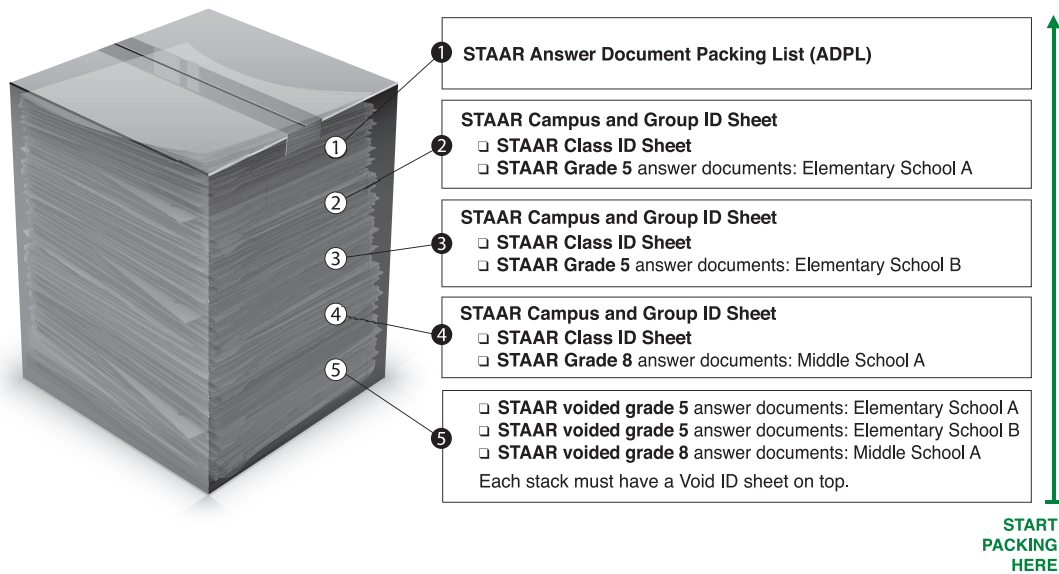 1 STAAR Answer Document Packing List (ADPL)
1
2 STAAR Campus and Group ID Sheet
❑ STAAR Class ID Sheet
❑ STAAR Grade 5 answer documents: Elementary School A
2
3 STAAR Campus and Group ID Sheet
❑ STAAR Class ID Sheet
❑ STAAR Grade 5 answer documents: Elementary School B
3
4 STAAR Campus and Group ID Sheet
❑ STAAR Class ID Sheet
❑ STAAR Grade 8 answer documents: Middle School A
4
5 ❑ STAAR voided grade 5 answer documents: Elementary School A
❑ STAAR voided grade 5 answer documents: Elementary School B
❑ STAAR voided grade 8 answer documents: Middle School A
Each stack must have a Void ID sheet on top.
5
START
PACKING
HERE